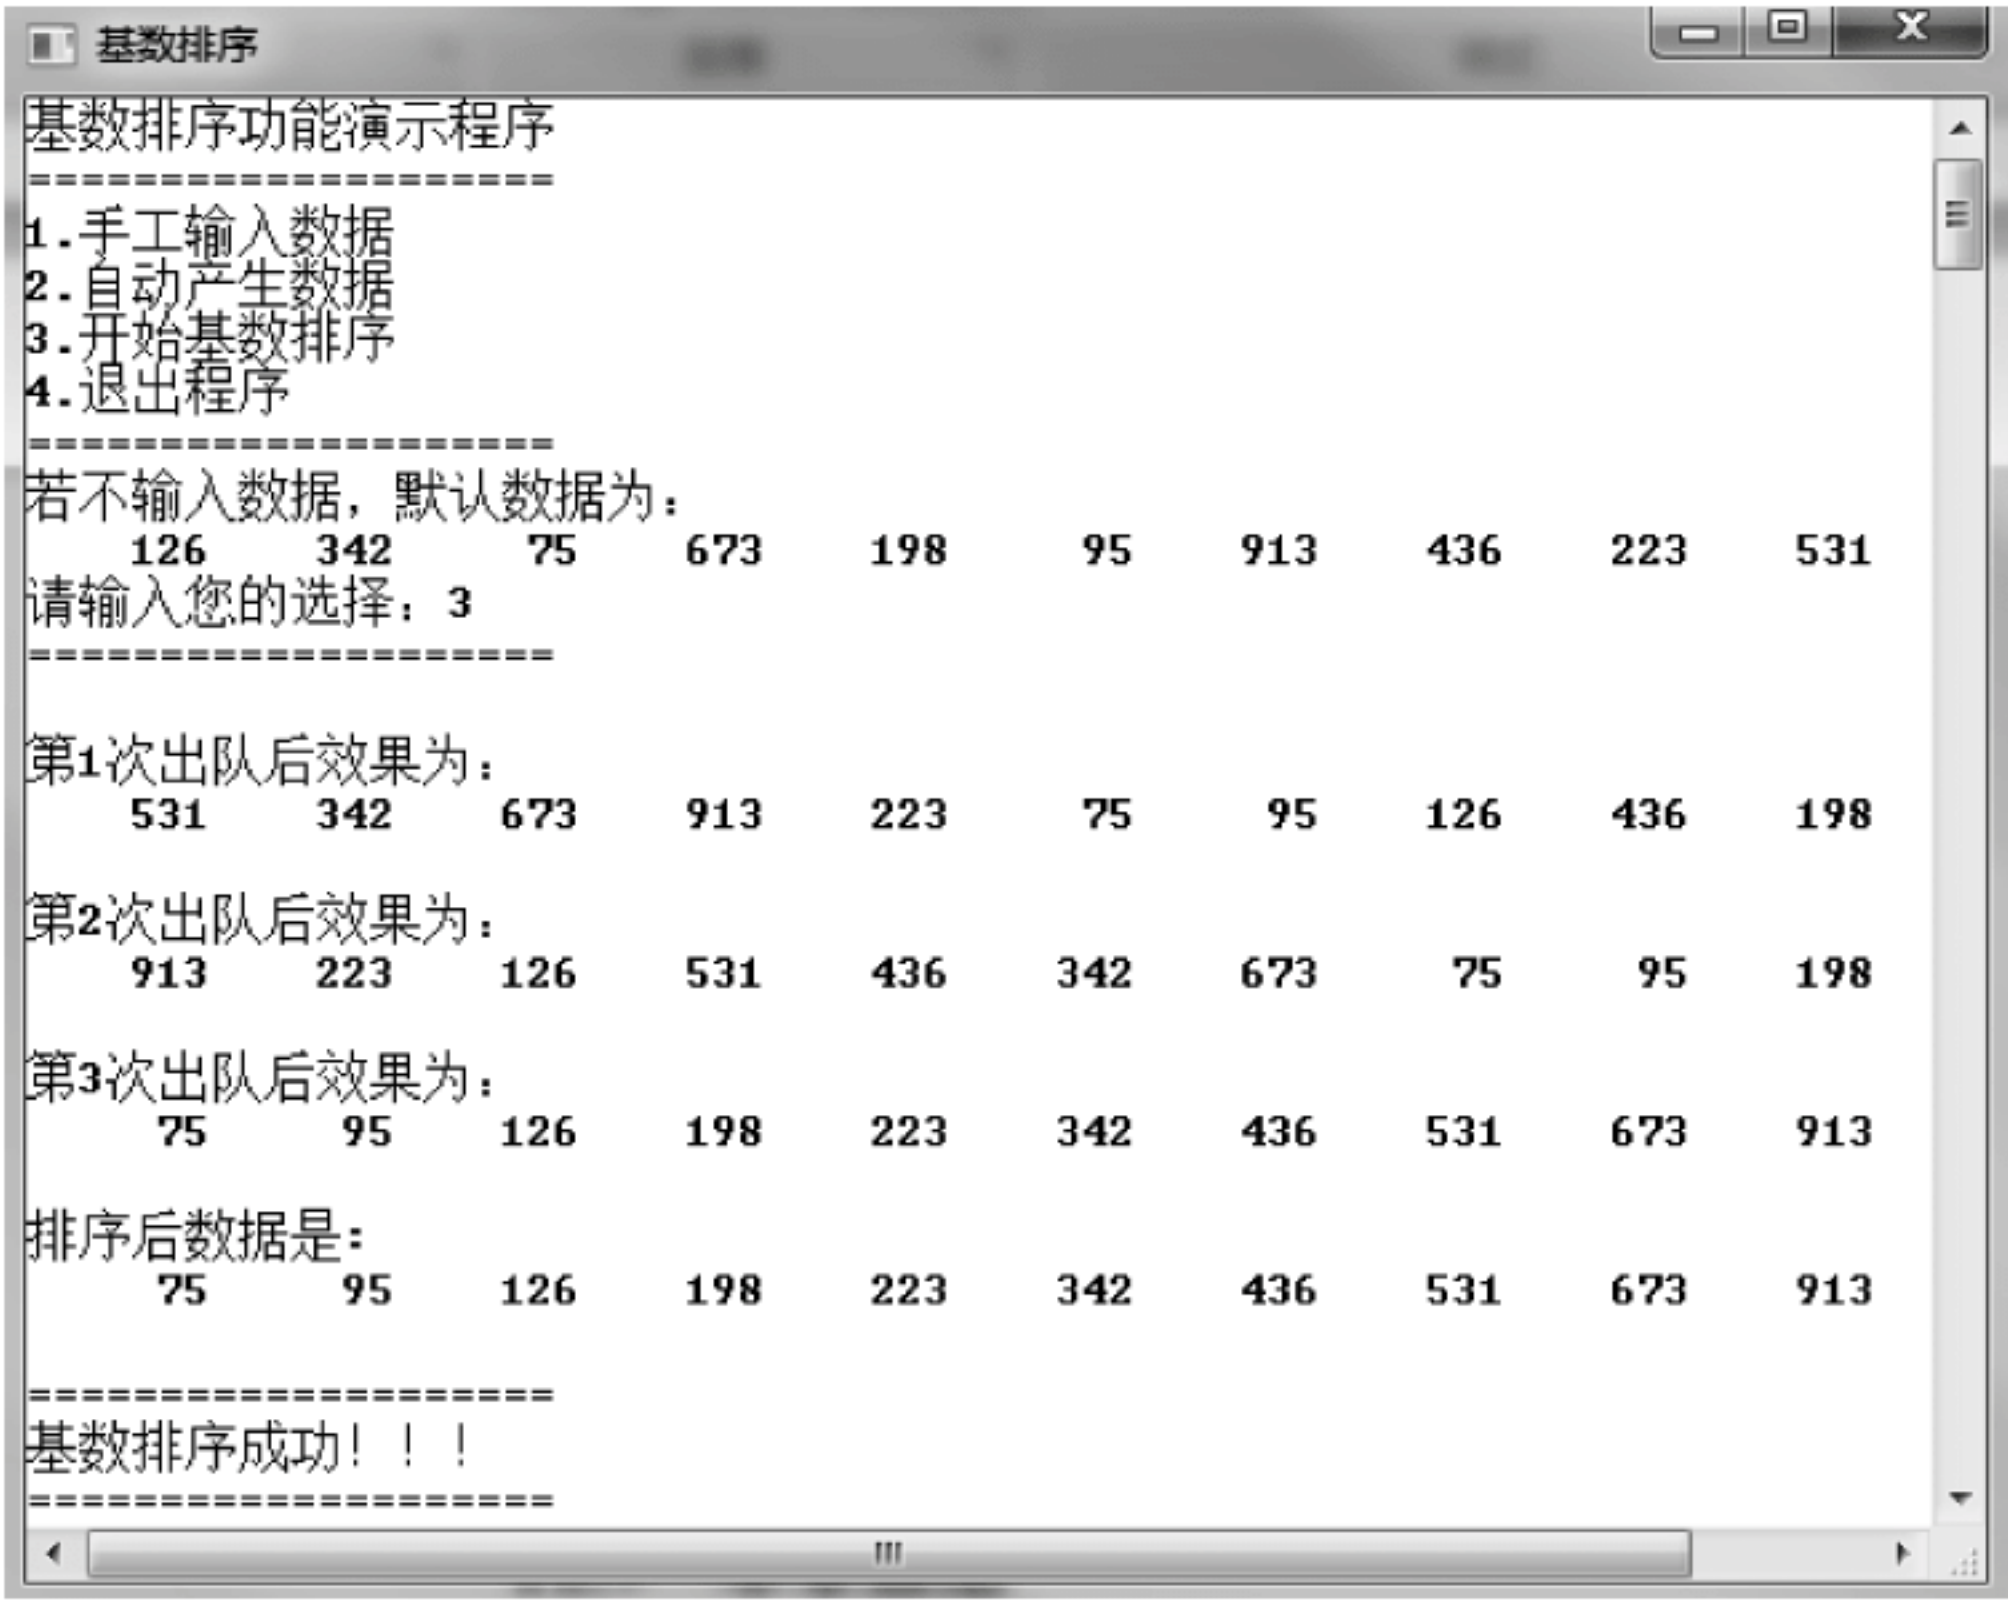 基数排序
基数排序功能演示程序
====================
1.手工输入数据
2.自动产生数据
3.开始基数排序
4.退出程序
====================
若不输入数据，默认数据为：
126 342 75 673 198 95 913 436 223 531
请输入您的选择：3
====================
第1次出队后效果为：
531 342 673 913 223 75 95 126 436 198
第2次出队后效果为：
913 223 126 531 436 342 673 75 95 198
第3次出队后效果为：
75 95 126 198 223 342 436 531 673 913
排序后数据是：
75 95 126 198 223 342 436 531 673 913
====================
基数排序成功！！！
====================